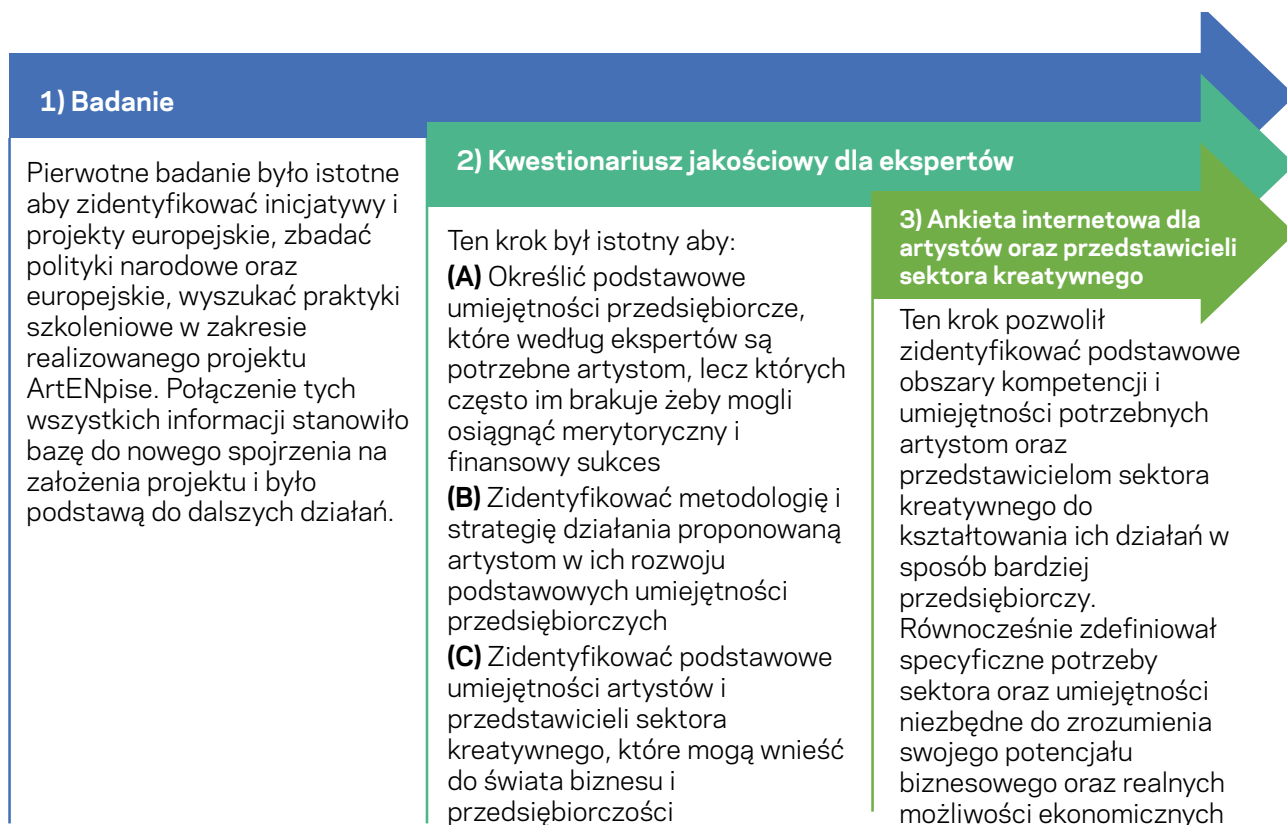 1) Badanie
Pierwotne badanie było istotne
aby zidentyfikować inicjatywy i
projekty europejskie, zbadać
polityki narodowe oraz
europejskie, wyszukać praktyki
szkoleniowe w zakresie
realizowanego projektu
ArtENpise. Połączenie tych
wszystkich informacji stanowiło
bazę do nowego spojrzenia na
założenia projektu i było
podstawą do dalszych działań.
2) Kwestionariusz jakościowy dla ekspertów
Ten krok był istotny aby:
(A) Określić podstawowe
umiejętności przedsiębiorcze,
które według ekspertów są
potrzebne artystom, lecz których
często im brakuje żeby mogli
osiągnąć merytoryczny i
finansowy sukces
(B) Zidentyfikować metodologię i
strategię działania proponowaną
artystom w ich rozwoju
podstawowych umiejętności
przedsiębiorczych
(C) Zidentyfikować podstawowe
umiejętności artystów i
przedstawicieli sektora
kreatywnego, które mogą wnieść
do świata biznesu i
przedsiębiorczości
3) Ankieta internetowa dla
artystów oraz przedstawicieli
sektora kreatywnego
Ten krok pozwolił
zidentyfikować podstawowe
obszary kompetencji i
umiejętności potrzebnych
artystom oraz
przedstawicielom sektora
kreatywnego do
kształtowania ich działań w
sposób bardziej
przedsiębiorczy.
Równocześnie zdefiniował
specyficzne potrzeby
sektora oraz umiejętności
niezbędne do zrozumienia
swojego potencjału
biznesowego oraz realnych
możliwości ekonomicznych